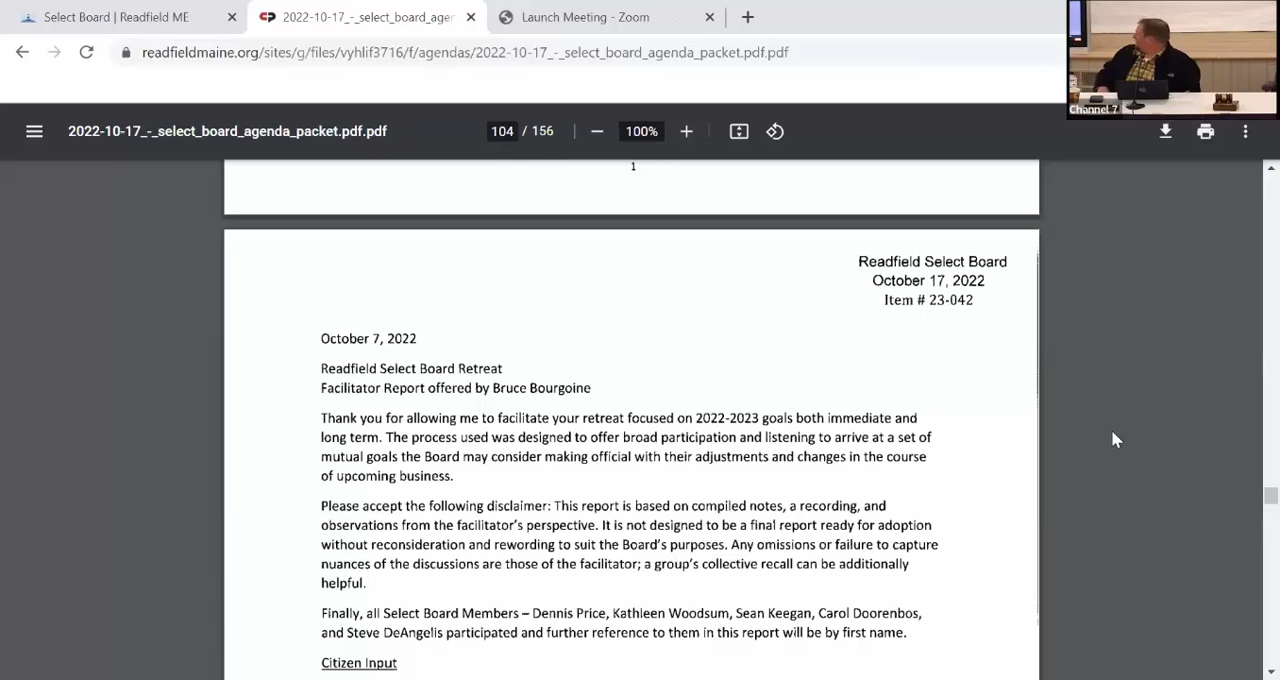 Select Board | Readfield ME
2022-10-17_-_select_board_ager
Launch Meeting - Zoom
readfieldmaine.org/sites/g/files/vyhlif3716/f/agendas/2022-10-17_-_select_board_agenda_packet.pdf.pdf
Channel 7
2022-10-17_-_select_board_agenda_packet.pdf.pdf
104 / 156
100%
1
Readfield Select Board
October 17, 2022
Item # 23-042
October 7, 2022
Readfield Select Board Retreat
Facilitator Report offered by Bruce Bourgoine
Thank you for allowing me to facilitate your retreat focused on 2022-2023 goals both immediate and
long term. The process used was designed to offer broad participation and listening to arrive at a set of
mutual goals the Board may consider making official with their adjustments and changes in the course
of upcoming business.
Please accept the following disclaimer: This report is based on compiled notes, a recording, and
observations from the facilitator's perspective. It is not designed to be a final report ready for adoption
without reconsideration and rewording to suit the Board's purposes. Any omissions or failure to capture
nuances of the discussions are those of the facilitator; a group's collective recall can be additionally
helpful.
Finally, all Select Board Members – Dennis Price, Kathleen Woodsum, Sean Keegan, Carol Doorenbos,
and Steve DeAngelis participated and further reference to them in this report will be by first name.
Citizen Input